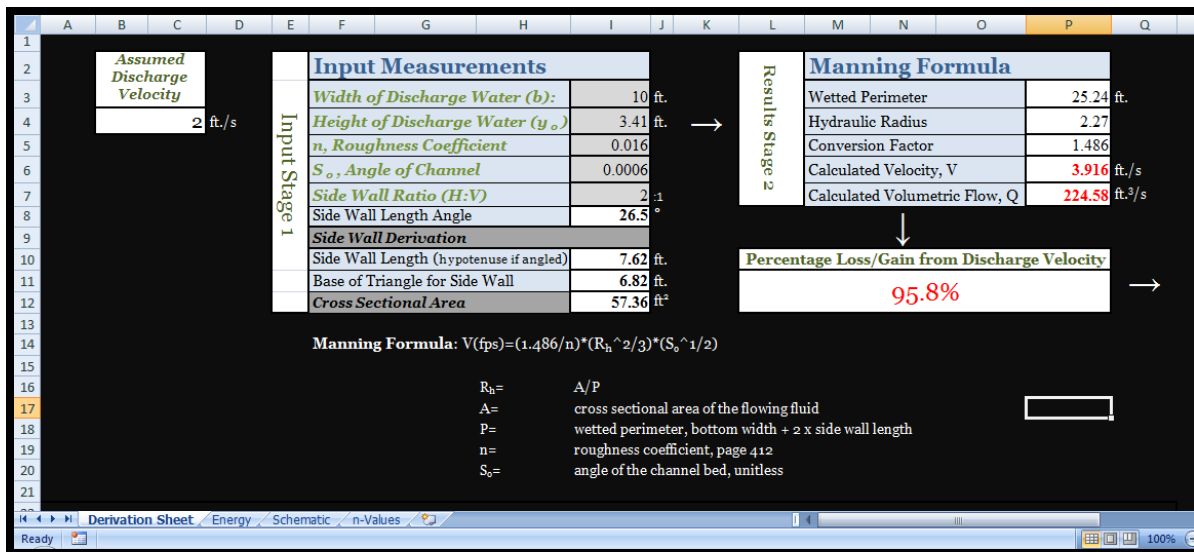 A B C D E F G H I J K L M N O P Q
1
2 Assumed Discharge Velocity Input Measurements Manning Formula
Input Stage 1
Results Stage 2
3 Width of Discharge Water (b): 10 ft. Wetted Perimeter 25.24 ft.
4 2 ft./s Height of Discharge Water (yₒ) 3.41 ft. → Hydraulic Radius 2.27
5 n, Roughness Coefficient 0.016 Conversion Factor 1.486
6 Sₒ, Angle of Channel 0.0006 Calculated Velocity, V 3.916 ft./s
7 Side Wall Ratio (H:V) 2 :1 Calculated Volumetric Flow, Q 224.58 ft.³/s
8 Side Wall Length Angle 26.5 °
9 Side Wall Derivation ↓
10 Side Wall Length (hypotenuse if angled) 7.62 ft. Percentage Loss/Gain from Discharge Velocity
11 Base of Triangle for Side Wall 6.82 ft. 95.8% →
12 Cross Sectional Area 57.36 ft²
13
14 Manning Formula: V(fps)=(1.486/n)*(Rₕ^2/3)*(Sₒ^1/2)
15
16 Rₕ= A/P
17 A= cross sectional area of the flowing fluid
18 P= wetted perimeter, bottom width + 2 x side wall length
19 n= roughness coefficient, page 412
20 Sₒ= angle of the channel bed, unitless
21
Derivation Sheet Energy Schematic n-Values
Ready 100%